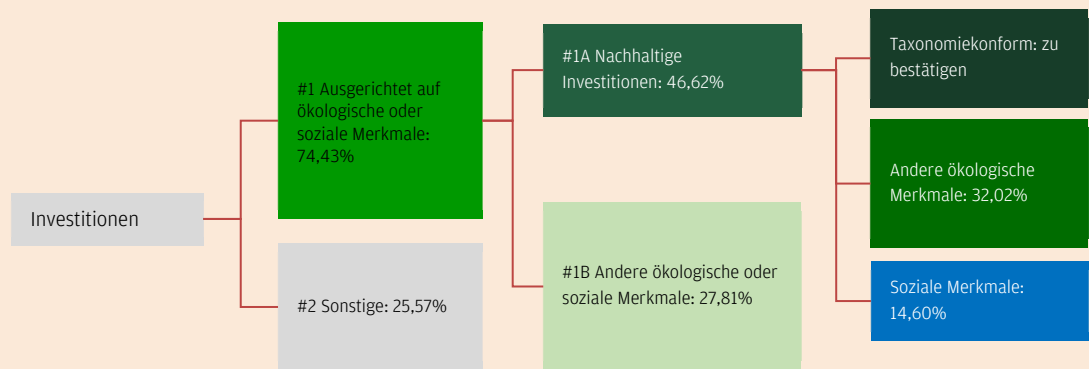 Investitionen
#1 Ausgerichtet auf
ökologische oder
soziale Merkmale:
74,43%
#2 Sonstige: 25,57%
#1A Nachhaltige
Investitionen: 46,62%
#1B Andere ökologische oder
soziale Merkmale: 27,81%
Taxonomiekonform: zu
bestätigen
Andere ökologische
Merkmale: 32,02%
Soziale Merkmale:
14,60%